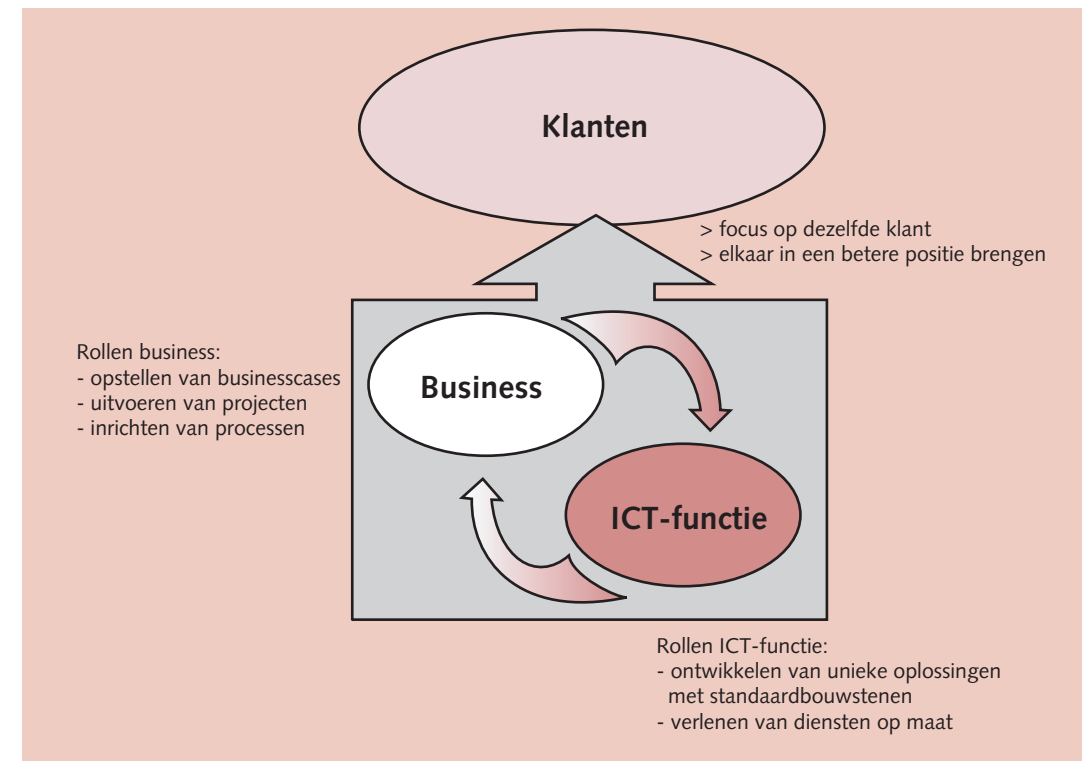 Klanten
> focus op dezelfde klant
> elkaar in een betere positie brengen
Rollen business:
- opstellen van businesscases
- uitvoeren van projecten
- inrichten van processen
Business
ICT-functie
Rollen ICT-functie:
- ontwikkelen van unieke oplossingen
met standaardbouwstenen
- verlenen van diensten op maat